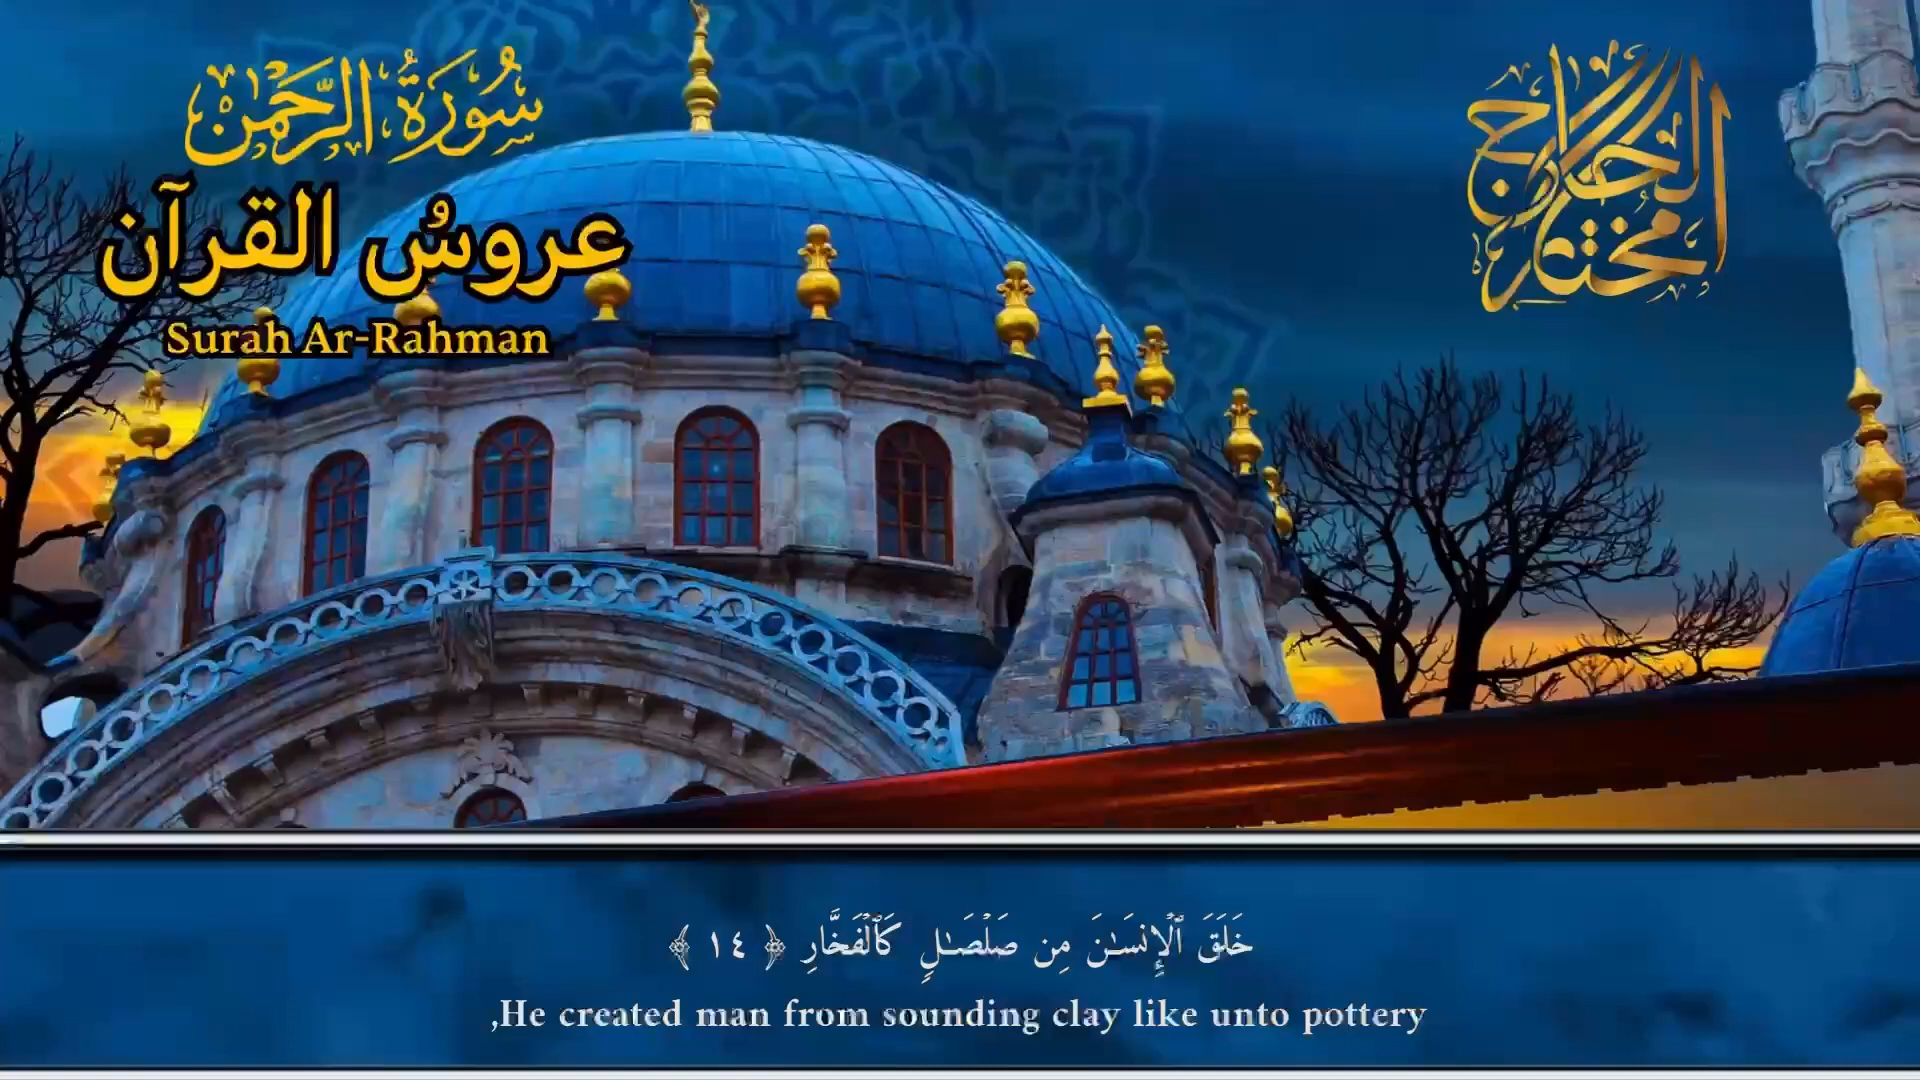 سُورَةُ الرَّحْمٰن
عروسُ القرآن
Surah Ar-Rahman
المختار الحاج
خَلَقَ ٱلْإِنسَـٰنَ مِن صَلْصَـٰلٍ كَٱلْفَخَّارِ ﴿ ١٤ ﴾
,He created man from sounding clay like unto pottery